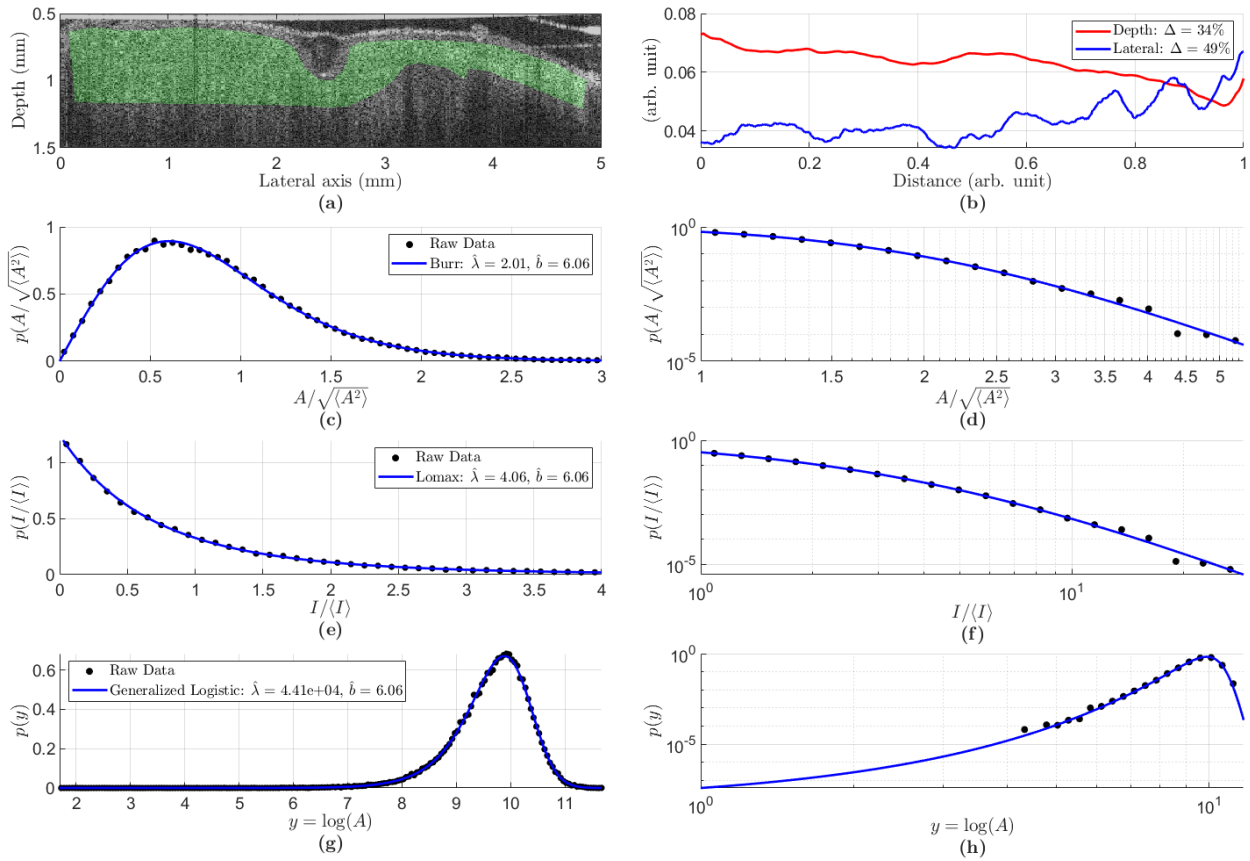 0.5
1
1.5
Depth (mm)
0 1 2 3 4 5
Lateral axis (mm)
(a)
0.08
0.06
0.04
(arb. unit)
Depth: Δ = 34%
Lateral: Δ = 49%
0 0.2 0.4 0.6 0.8 1
Distance (arb. unit)
(b)
1
0.5
0
p(A/√⟨A²⟩)
Raw Data
Burr: λ̂ = 2.01, b̂ = 6.06
0 0.5 1 1.5 2 2.5 3
A/√⟨A²⟩
(c)
10⁰
10⁻⁵
p(A/√⟨A²⟩)
1 1.5 2 2.5 3 3.5 4 4.5 5
A/√⟨A²⟩
(d)
1
0.5
0
p(I/⟨I⟩)
Raw Data
Lomax: λ̂ = 4.06, b̂ = 6.06
0 0.5 1 1.5 2 2.5 3 3.5 4
I/⟨I⟩
(e)
10⁰
10⁻⁵
p(I/⟨I⟩)
10⁰ 10¹
I/⟨I⟩
(f)
0.6
0.4
0.2
0
p(y)
Raw Data
Generalized Logistic: λ̂ = 4.41e+04, b̂ = 6.06
2 3 4 5 6 7 8 9 10 11
y = log(A)
(g)
10⁰
10⁻⁵
p(y)
10⁰ 10¹
y = log(A)
(h)